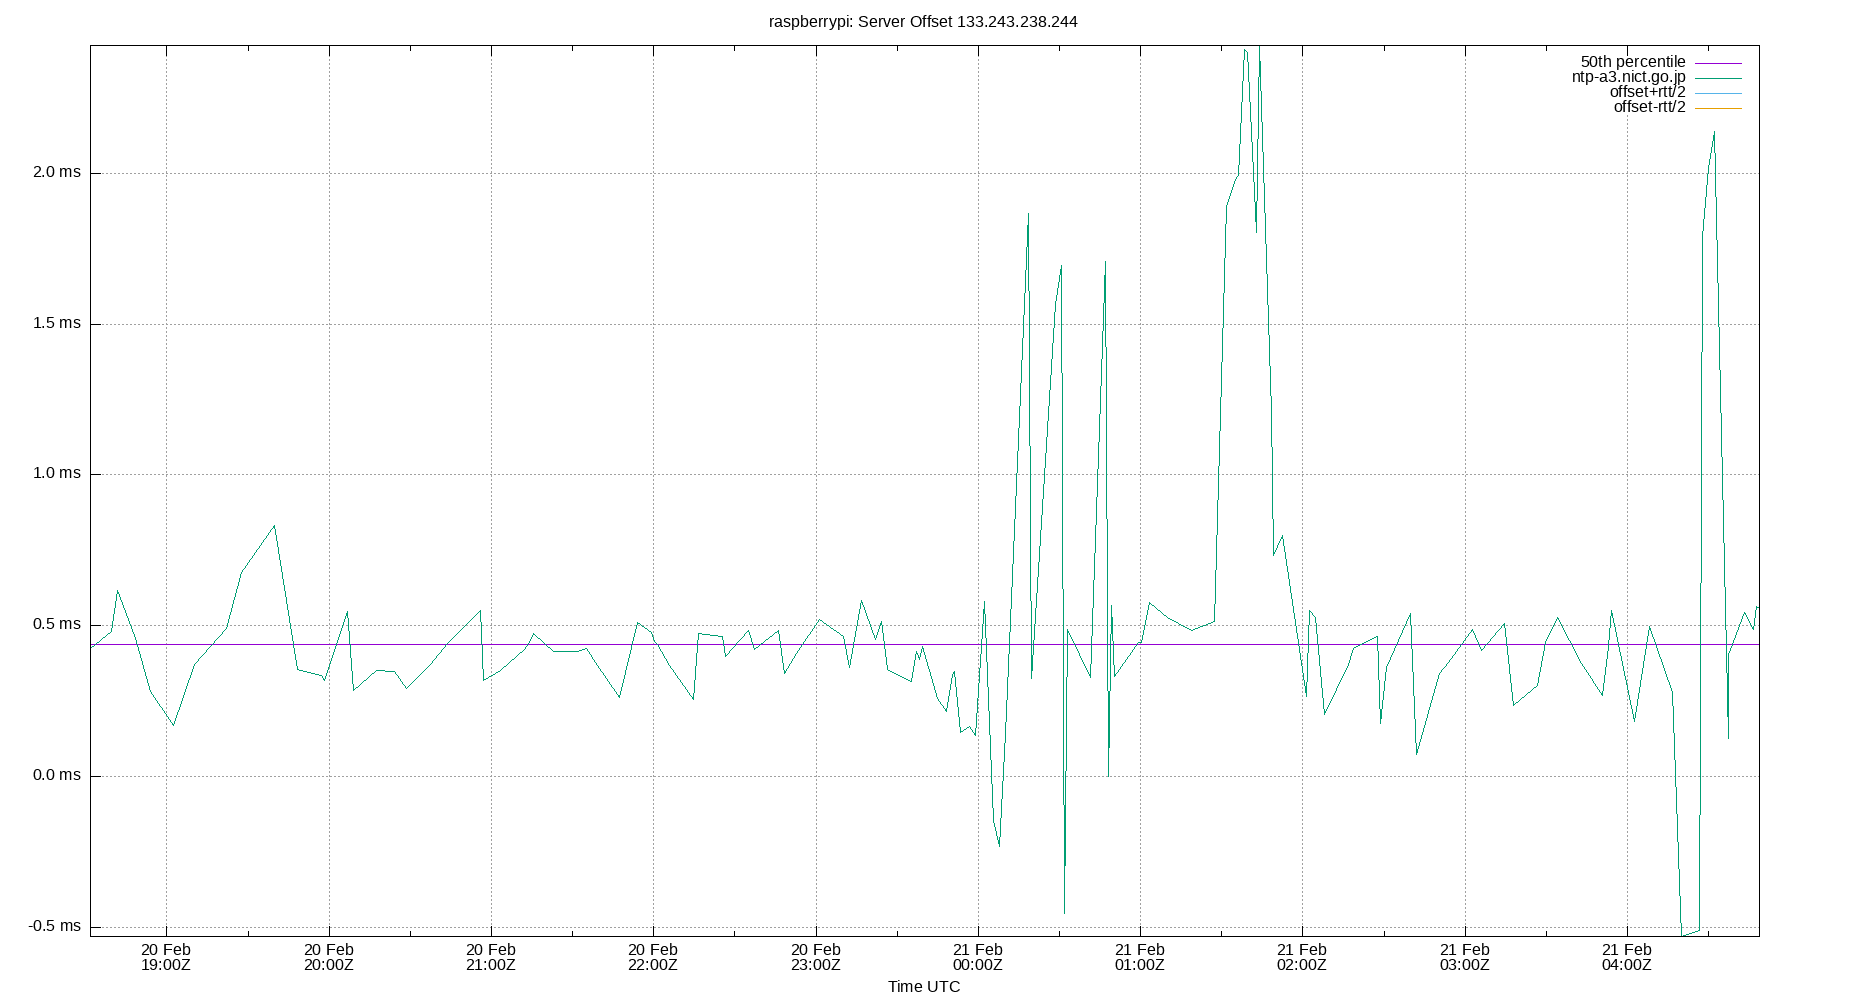 raspberrypi: Server Offset 133.243.238.244
50th percentile
ntp-a3.nict.go.jp
offset+rtt/2
offset-rtt/2
2.0 ms
1.5 ms
1.0 ms
0.5 ms
0.0 ms
-0.5 ms
20 Feb 20 Feb 20 Feb 20 Feb 20 Feb 21 Feb 21 Feb 21 Feb 21 Feb 21 Feb
19:00Z 20:00Z 21:00Z 22:00Z 23:00Z 00:00Z 01:00Z 02:00Z 03:00Z 04:00Z
Time UTC